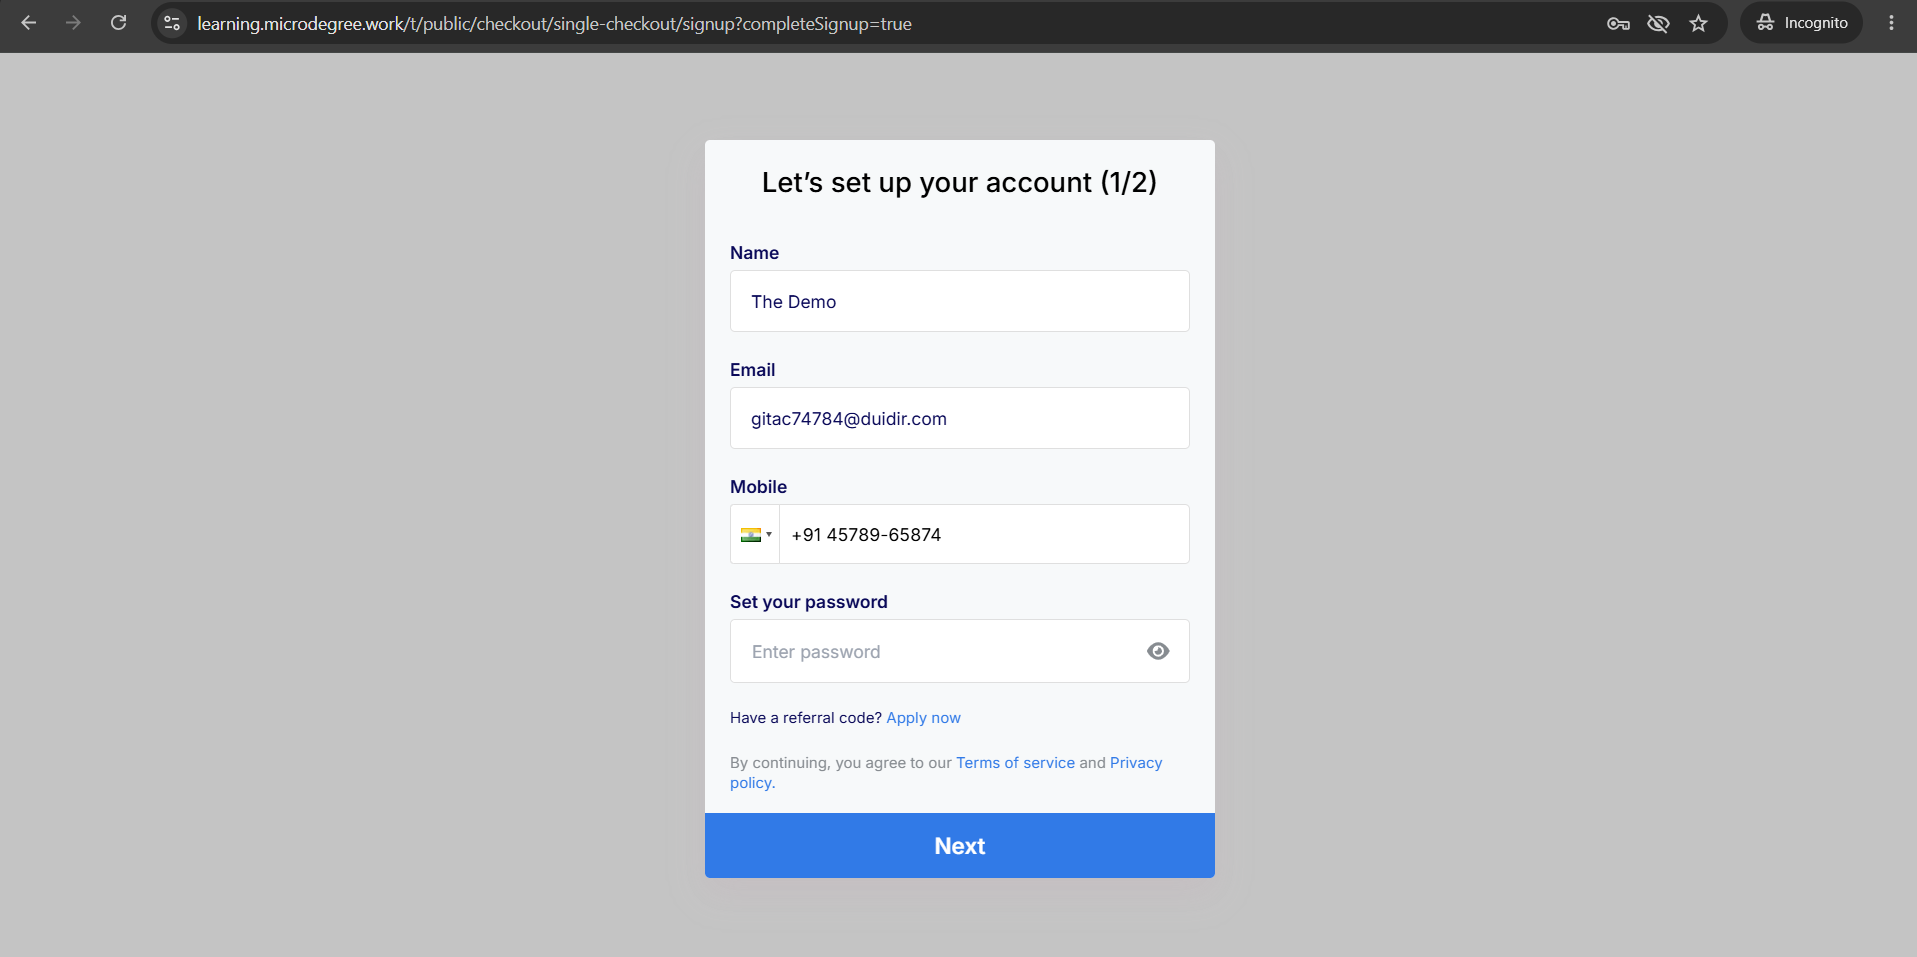 learning.microdegree.work/t/public/checkout/single-checkout/signup?completeSignup=true
Incognito
Let’s set up your account (1/2)
Name
The Demo
Email
gitac74784@duidir.com
Mobile
+91 45789-65874
Set your password
Enter password
Have a referral code? Apply now
By continuing, you agree to our Terms of service and Privacy
policy.
Next